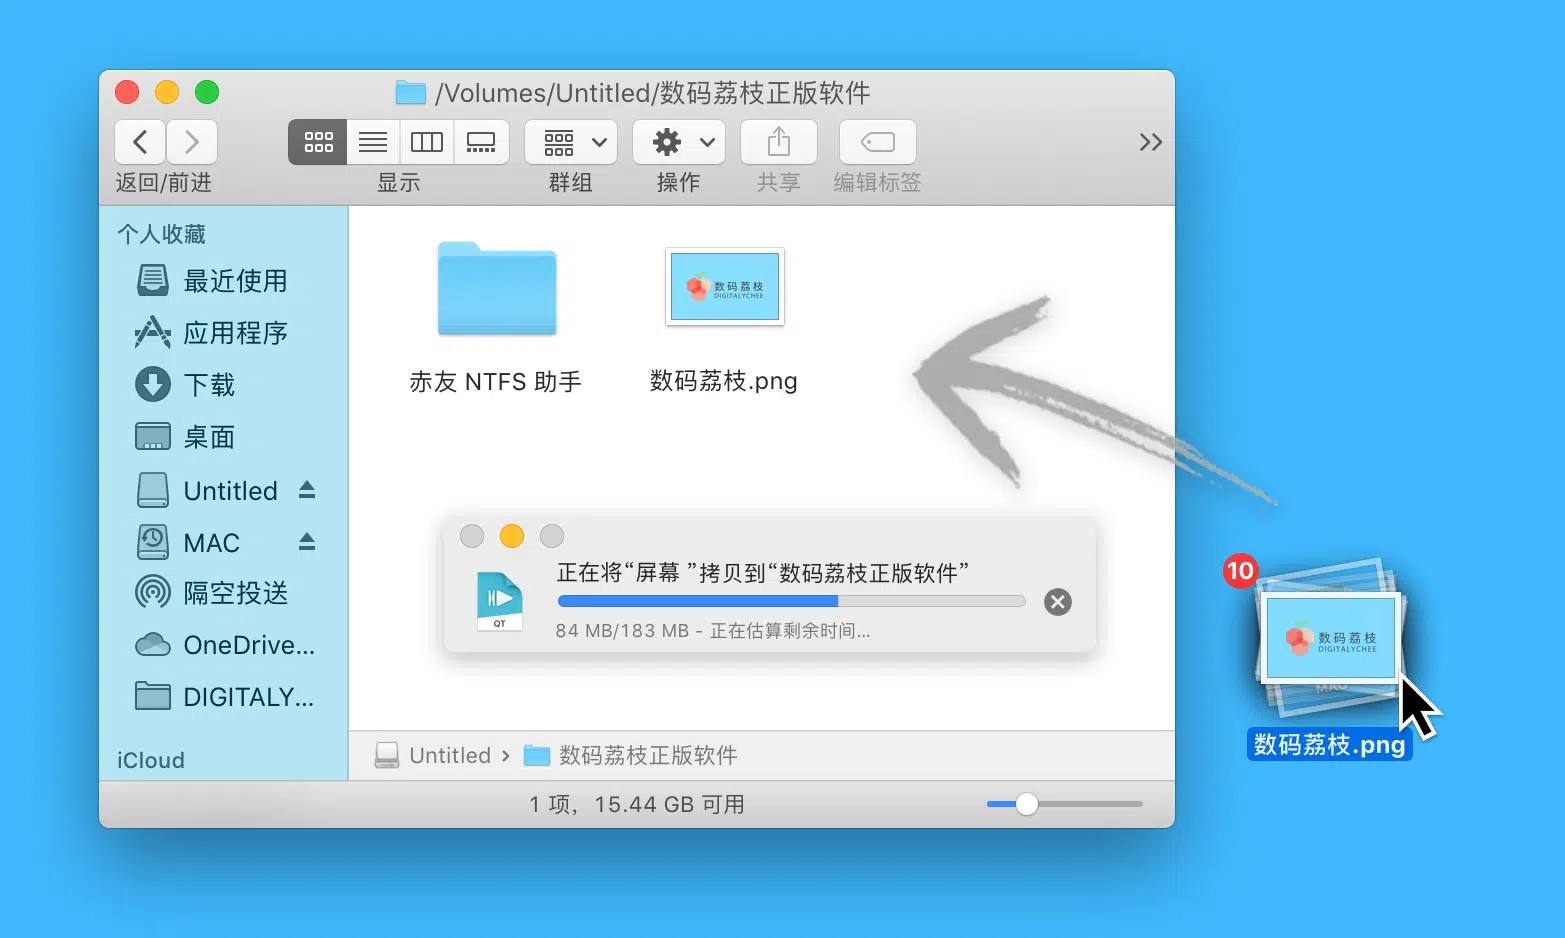 /Volumes/Untitled/数码荔枝正版软件
返回/前进
显示
群组
操作
共享
编辑标签
个人收藏
最近使用
应用程序
下载
桌面
Untitled
MAC
隔空投送
OneDrive...
DIGITALY...
iCloud
数码荔枝
DIGITALYCHEE
赤友 NTFS 助手
数码荔枝.png
正在将“屏幕 ”拷贝到“数码荔枝正版软件”
QT
84 MB/183 MB - 正在估算剩余时间...
Untitled › 数码荔枝正版软件
1 项，15.44 GB 可用
10
数码荔枝
DIGITALYCHEE
MAC
数码荔枝.png